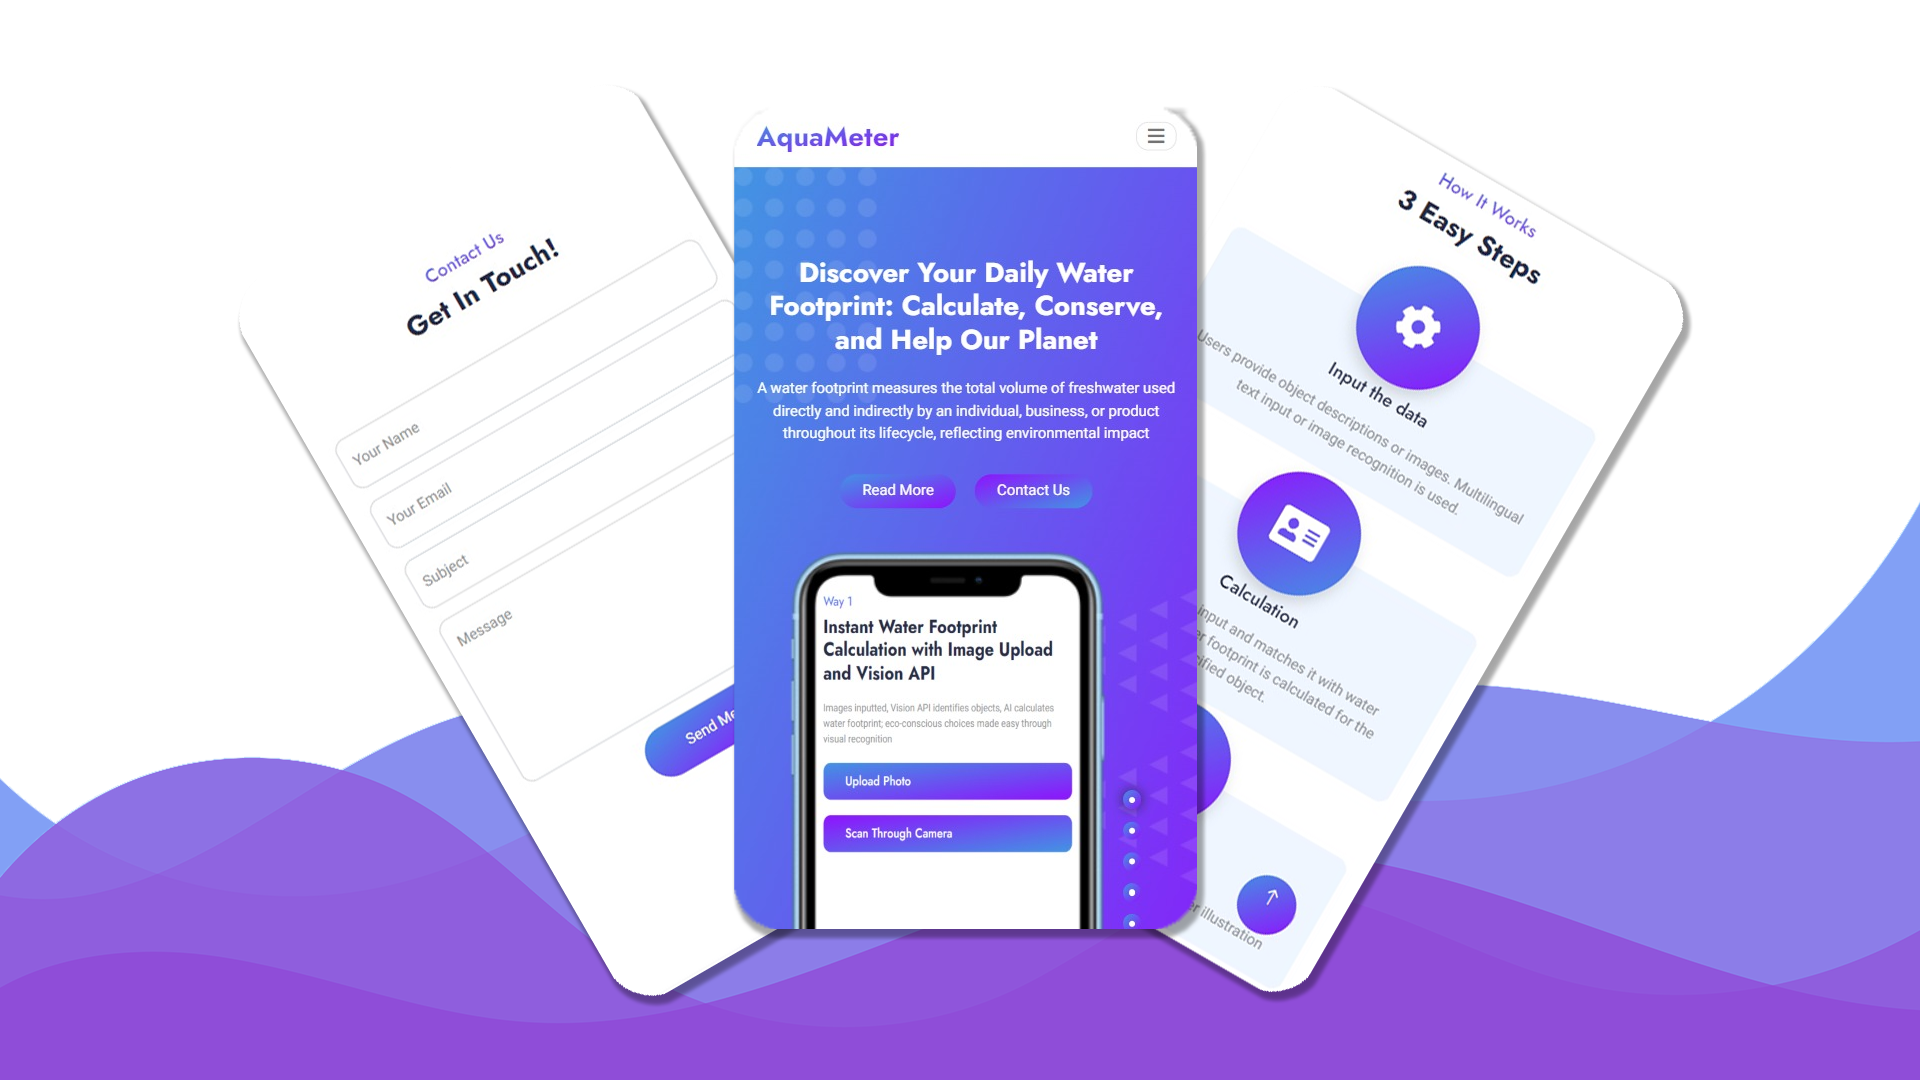 Contact Us
Get In Touch!
Your Name
Your Email
Subject
Message
Send
AquaMeter
Discover Your Daily Water
Footprint: Calculate, Conserve,
and Help Our Planet
A water footprint measures the total volume of freshwater used
directly and indirectly by an individual, business, or product
throughout its lifecycle, reflecting environmental impact
Read More
Contact Us
Way 1
Instant Water Footprint
Calculation with Image Upload
and Vision API
Images inputted, Vision API identifies objects, AI calculates
water footprint; eco-conscious choices made easy through
visual recognition
Upload Photo
Scan Through Camera
How It Works
3 Easy Steps
Input the data
Users provide object descriptions or images. Multilingual
text input or image recognition is used.
Calculation
input and matches it with water
footprint is calculated for the
object.
illustration